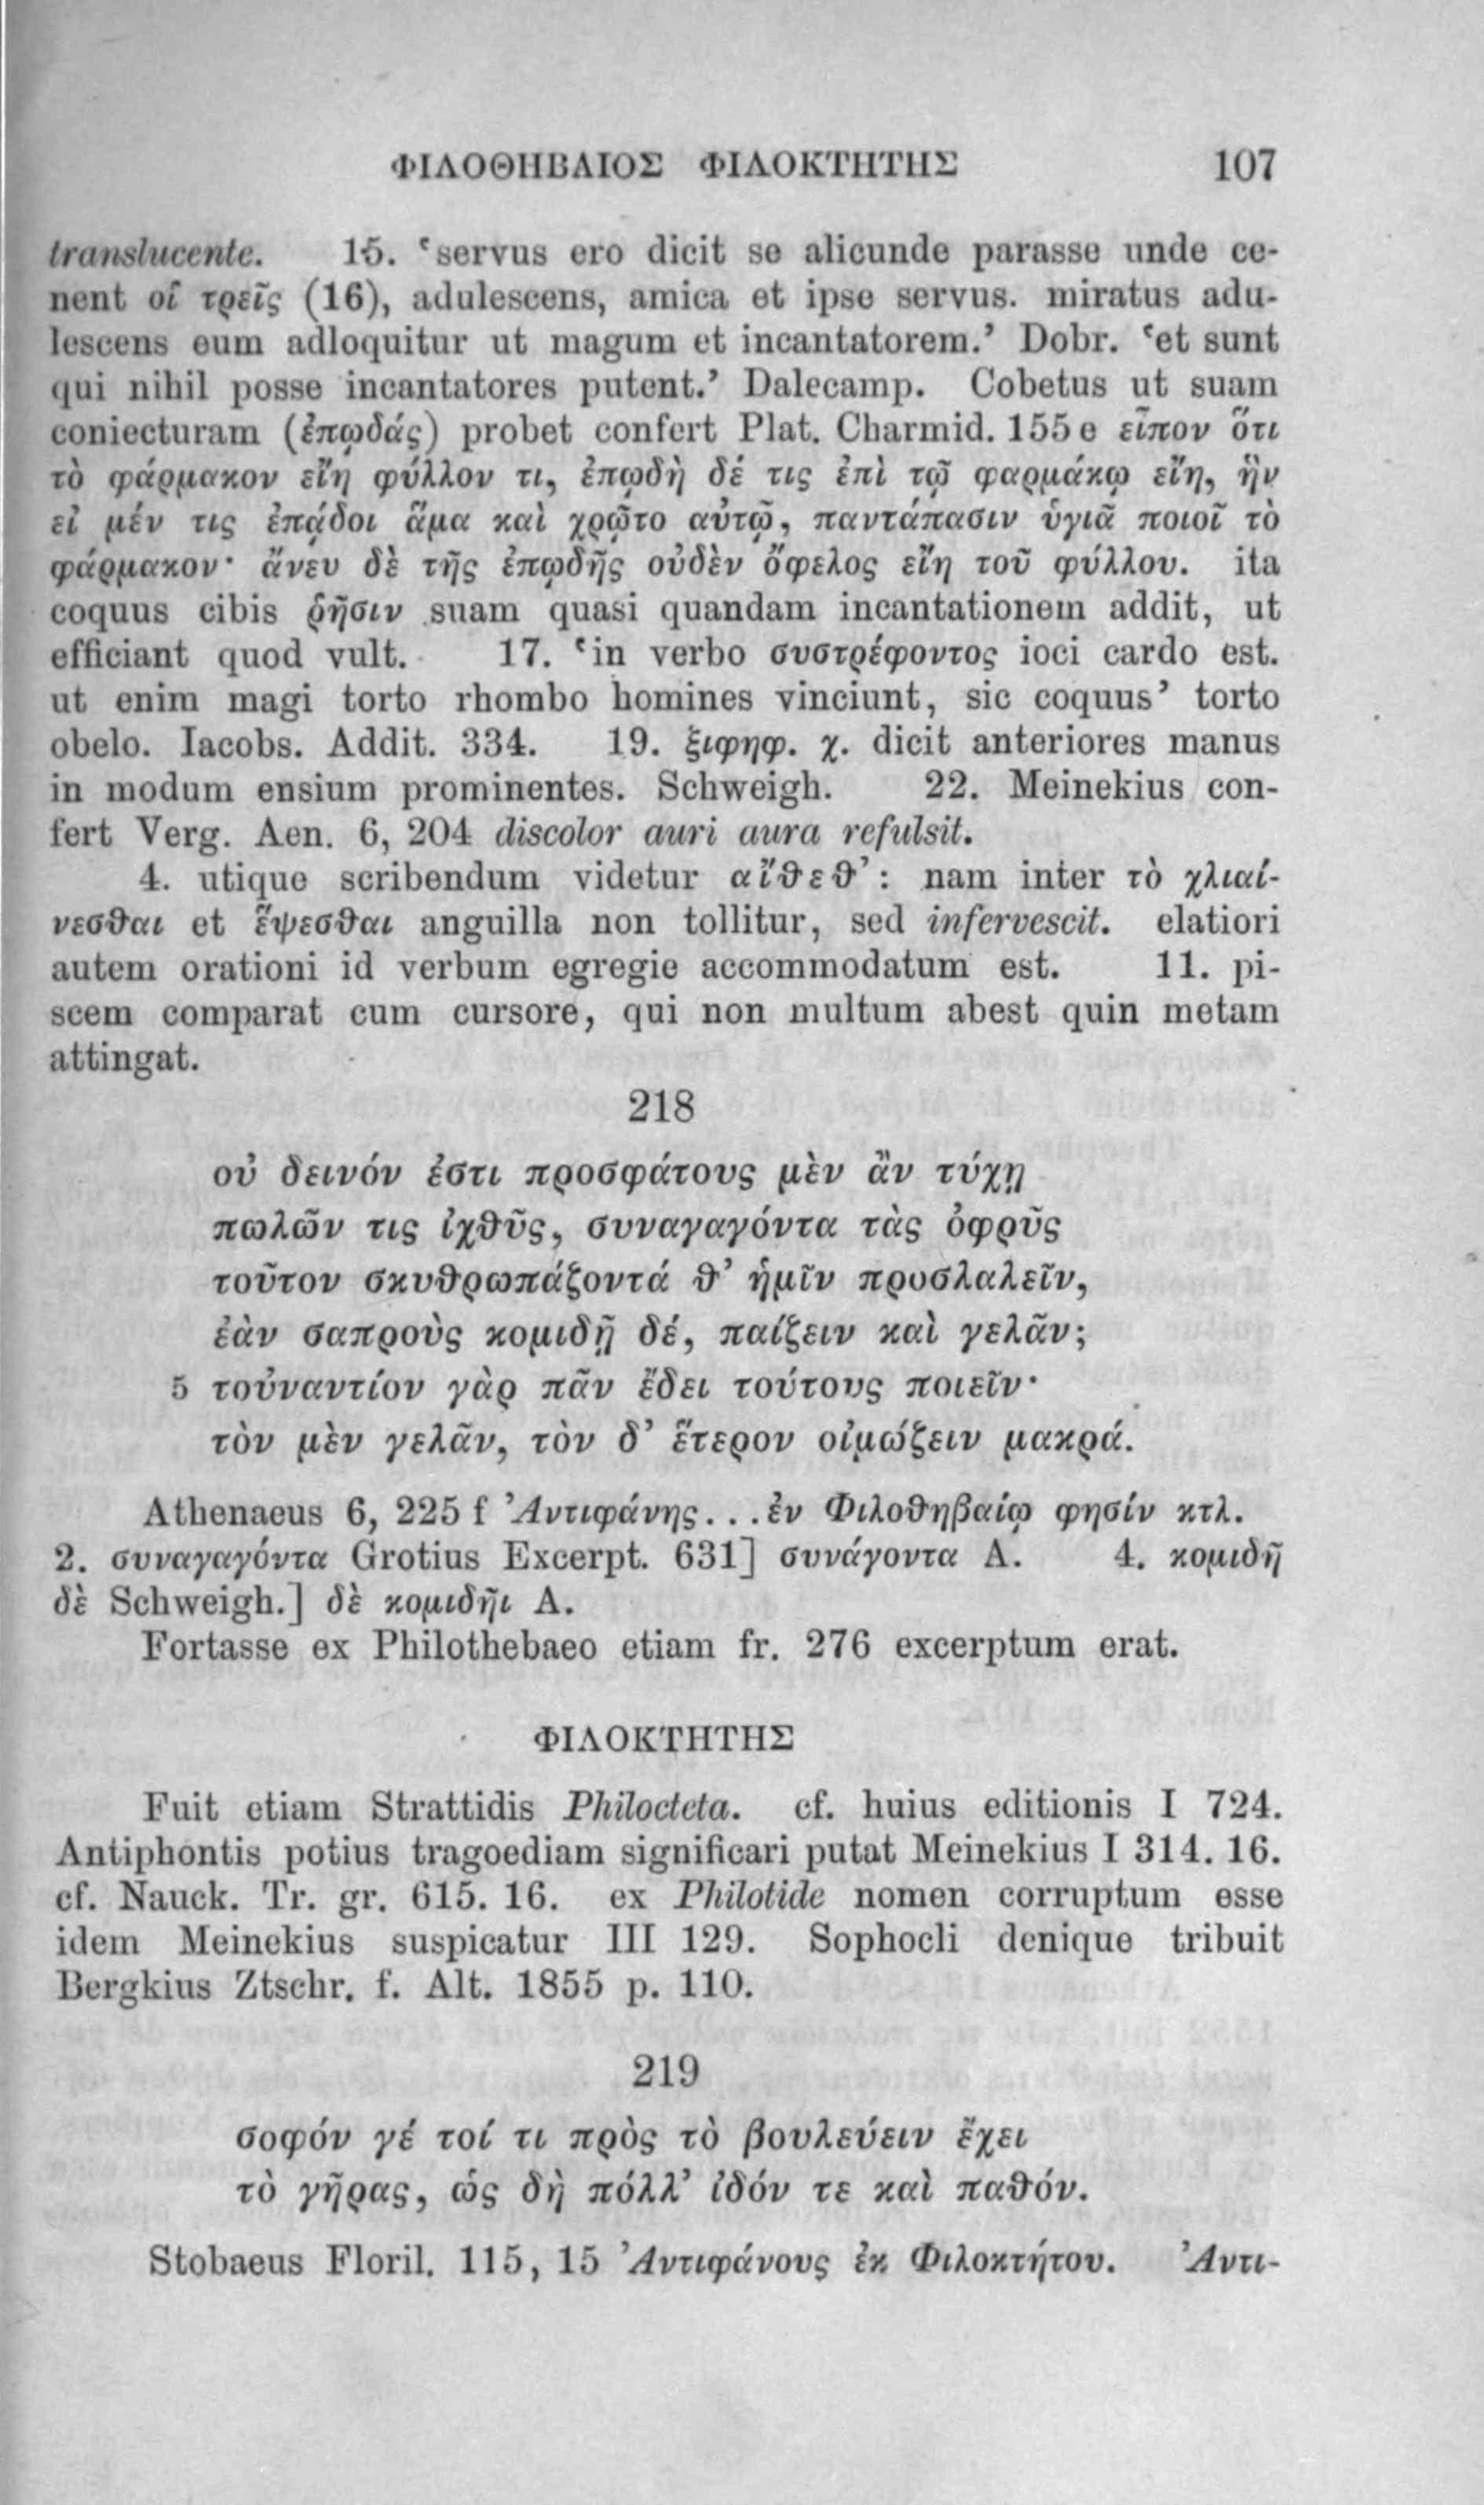 ΦΙΛΟΘΗΒΑΙΟΣ ΦΙΛΟΚΤΗΤΗΣ 107
translucente. 15. ‘servus ero dicit se alicunde parasse unde ce-
nent οἱ τρεῖς (16), adulescens, amica et ipse servus. miratus adu-
lescens eum adloquitur ut magum et incantatorem.’ Dobr. ‘et sunt
qui nihil posse incantatores putent.’ Dalecamp. Cobetus ut suam
coniecturam (ἐπῳδάς) probet confert Plat. Charmid. 155 e εἶπον ὅτι
τὸ φάρμακον εἴη φύλλον τι, ἐπῳδὴ δέ τις ἐπὶ τῷ φαρμάκῳ εἴη, ἣν
εἰ μέν τις ἐπᾴδοι ἅμα καὶ χρῷτο αὐτῷ, παντάπασιν ὑγιᾶ ποιοῖ τὸ
φάρμακον· ἄνευ δὲ τῆς ἐπῳδῆς οὐδὲν ὄφελος εἴη τοῦ φύλλου. ita
coquus cibis ῥῆσιν suam quasi quandam incantationem addit, ut
efficiant quod vult. 17. ‘in verbo συστρέφοντος ioci cardo est.
ut enim magi torto rhombo homines vinciunt, sic coquus’ torto
obelo. Iacobs. Addit. 334. 19. ξιφηφ. χ. dicit anteriores manus
in modum ensium prominentes. Schweigh. 22. Meinekius con-
fert Verg. Aen. 6, 204 discolor auri aura refulsit.
4. utique scribendum videtur αἴθεθ’: nam inter τὸ χλιαί-
νεσθαι et ἕψεσθαι anguilla non tollitur, sed infervescit. elatiori
autem orationi id verbum egregie accommodatum est. 11. pi-
scem comparat cum cursore, qui non multum abest quin metam
attingat.
218
οὐ δεινόν ἐστι προσφάτους μὲν ἂν τύχῃ
πωλῶν τις ἰχθῦς, συναγαγόντα τὰς ὀφρῦς
τοῦτον σκυθρωπάζοντά θ’ ἡμῖν προσλαλεῖν,
ἐὰν σαπροὺς κομιδῇ δέ, παίζειν καὶ γελᾶν;
5 τοὐναντίον γὰρ πᾶν ἔδει τούτους ποιεῖν·
τὸν μὲν γελᾶν, τὸν δ’ ἕτερον οἰμώζειν μακρά.
Athenaeus 6, 225 f Ἀντιφάνης... ἐν Φιλοθηβαίῳ φησίν κτλ.
2. συναγαγόντα Grotius Excerpt. 631] συνάγοντα A. 4. κομιδῇ
δὲ Schweigh.] δὲ κομιδῆι A.
Fortasse ex Philothebaeo etiam fr. 276 excerptum erat.
ΦΙΛΟΚΤΗΤΗΣ
Fuit etiam Strattidis Philocteta. cf. huius editionis I 724.
Antiphontis potius tragoediam significari putat Meinekius I 314. 16.
cf. Nauck. Tr. gr. 615. 16. ex Philotide nomen corruptum esse
idem Meinekius suspicatur III 129. Sophocli denique tribuit
Bergkius Ztschr. f. Alt. 1855 p. 110.
219
σοφόν γέ τοί τι πρὸς τὸ βουλεύειν ἔχει
τὸ γῆρας, ὡς δὴ πόλλ’ ἰδόν τε καὶ παθόν.
Stobaeus Floril. 115, 15 Ἀντιφάνους ἐκ Φιλοκτήτου. Ἀντι-